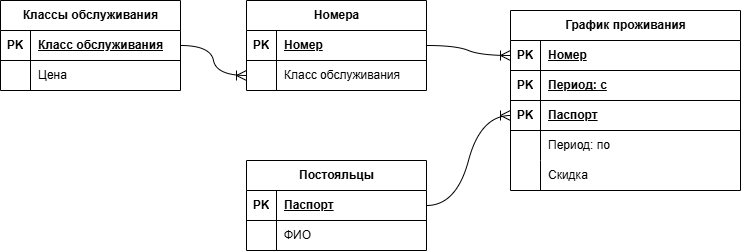 Классы обслуживания
PK Класс обслуживания
Цена
Номера
PK Номер
Класс обслуживания
График проживания
PK Номер
PK Период: с
PK Паспорт
Период: по
Скидка
Постояльцы
PK Паспорт
ФИО